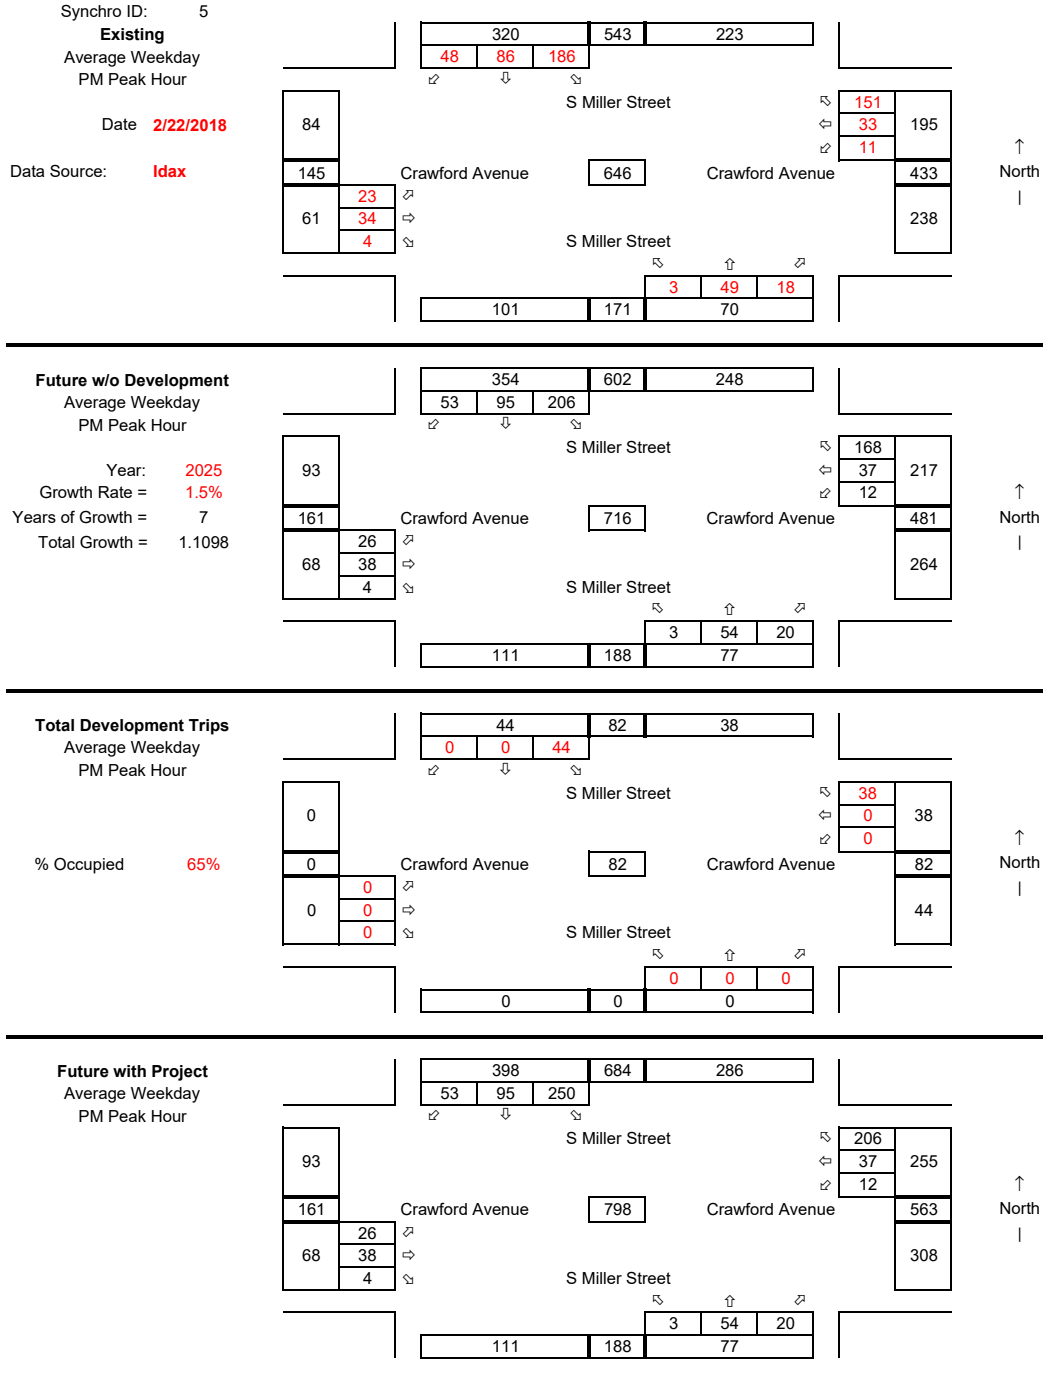 Synchro ID: 5
Existing 320 543 223
Average Weekday 48 86 186
PM Peak Hour ⬃ ⇩ ⬂
S Miller Street ⬁ 151
Date 2/22/2018 84 ⇦ 33 195
⬃ 11 ↑
Data Source: Idax 145 Crawford Avenue 646 Crawford Avenue 433 North
23 ⬀ |
61 34 ⇨ 238
4 ⬂ S Miller Street
⬁ ⇧ ⬀
3 49 18
101 171 70
Future w/o Development 354 602 248
Average Weekday 53 95 206
PM Peak Hour ⬃ ⇩ ⬂
S Miller Street ⬁ 168
Year: 2025 93 ⇦ 37 217
Growth Rate = 1.5% ⬃ 12 ↑
Years of Growth = 7 161 Crawford Avenue 716 Crawford Avenue 481 North
Total Growth = 1.1098 26 ⬀ |
68 38 ⇨ 264
4 ⬂ S Miller Street
⬁ ⇧ ⬀
3 54 20
111 188 77
Total Development Trips 44 82 38
Average Weekday 0 0 44
PM Peak Hour ⬃ ⇩ ⬂
S Miller Street ⬁ 38
0 ⇦ 0 38
⬃ 0 ↑
% Occupied 65% 0 Crawford Avenue 82 Crawford Avenue 82 North
0 ⬀ |
0 0 ⇨ 44
0 ⬂ S Miller Street
⬁ ⇧ ⬀
0 0 0
0 0 0
Future with Project 398 684 286
Average Weekday 53 95 250
PM Peak Hour ⬃ ⇩ ⬂
S Miller Street ⬁ 206
93 ⇦ 37 255
⬃ 12 ↑
161 Crawford Avenue 798 Crawford Avenue 563 North
26 ⬀ |
68 38 ⇨ 308
4 ⬂ S Miller Street
⬁ ⇧ ⬀
3 54 20
111 188 77